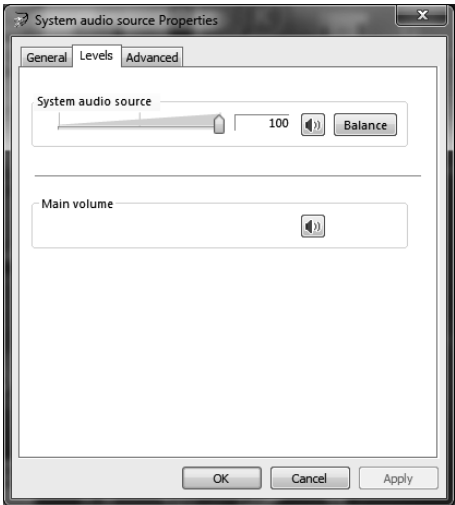 System audio source Properties
General Levels Advanced
System audio source
100 Balance
Main volume
OK Cancel Apply